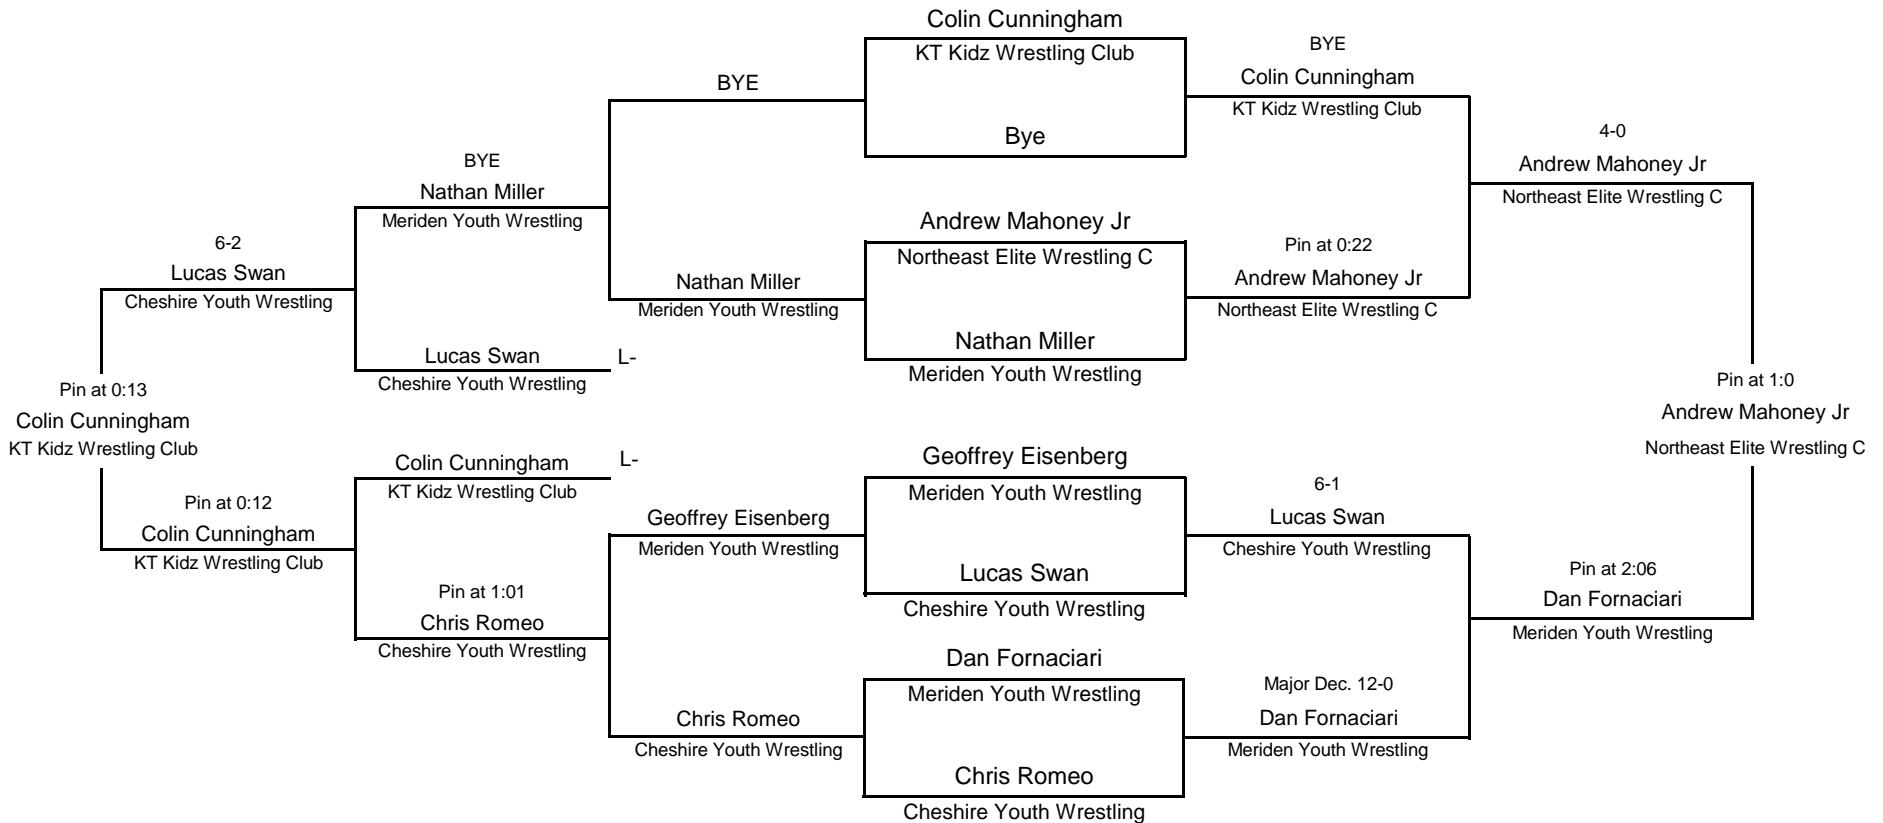 Colin Cunningham
KT Kidz Wrestling Club
BYE
Colin Cunningham
KT Kidz Wrestling Club
BYE
Bye
4-0
Andrew Mahoney Jr
Northeast Elite Wrestling C
BYE
Nathan Miller
Meriden Youth Wrestling
Andrew Mahoney Jr
Northeast Elite Wrestling C
6-2
Lucas Swan
Cheshire Youth Wrestling
Nathan Miller
Meriden Youth Wrestling
Pin at 0:22
Andrew Mahoney Jr
Northeast Elite Wrestling C
Nathan Miller
Meriden Youth Wrestling
Lucas Swan L-
Cheshire Youth Wrestling
Pin at 0:13
Colin Cunningham
KT Kidz Wrestling Club
Pin at 1:0
Andrew Mahoney Jr
Northeast Elite Wrestling C
Colin Cunningham L-
KT Kidz Wrestling Club
Geoffrey Eisenberg
Meriden Youth Wrestling
Pin at 0:12
Colin Cunningham
KT Kidz Wrestling Club
Geoffrey Eisenberg
Meriden Youth Wrestling
6-1
Lucas Swan
Cheshire Youth Wrestling
Lucas Swan
Cheshire Youth Wrestling
Pin at 1:01
Chris Romeo
Cheshire Youth Wrestling
Pin at 2:06
Dan Fornaciari
Meriden Youth Wrestling
Dan Fornaciari
Meriden Youth Wrestling
Chris Romeo
Cheshire Youth Wrestling
Major Dec. 12-0
Dan Fornaciari
Meriden Youth Wrestling
Chris Romeo
Cheshire Youth Wrestling